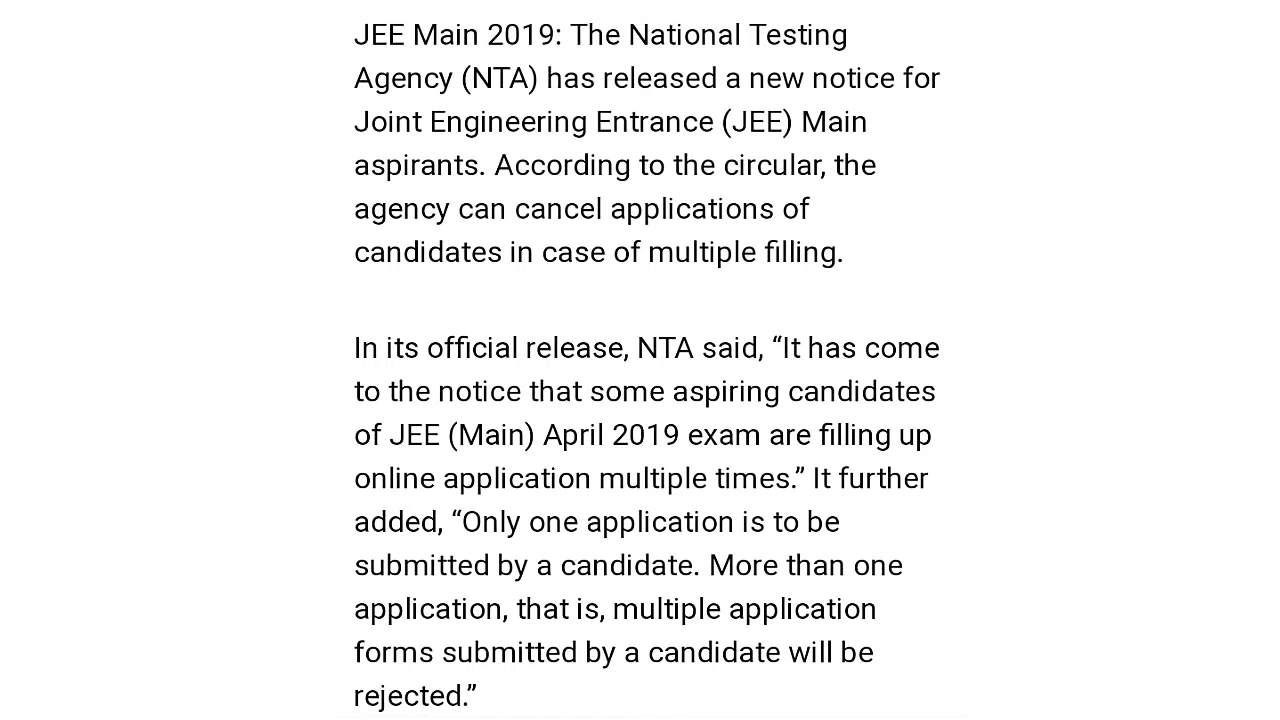 JEE Main 2019: The National Testing
Agency (NTA) has released a new notice for
Joint Engineering Entrance (JEE) Main
aspirants. According to the circular, the
agency can cancel applications of
candidates in case of multiple filling.
In its official release, NTA said, “It has come
to the notice that some aspiring candidates
of JEE (Main) April 2019 exam are filling up
online application multiple times.” It further
added, “Only one application is to be
submitted by a candidate. More than one
application, that is, multiple application
forms submitted by a candidate will be
rejected.”